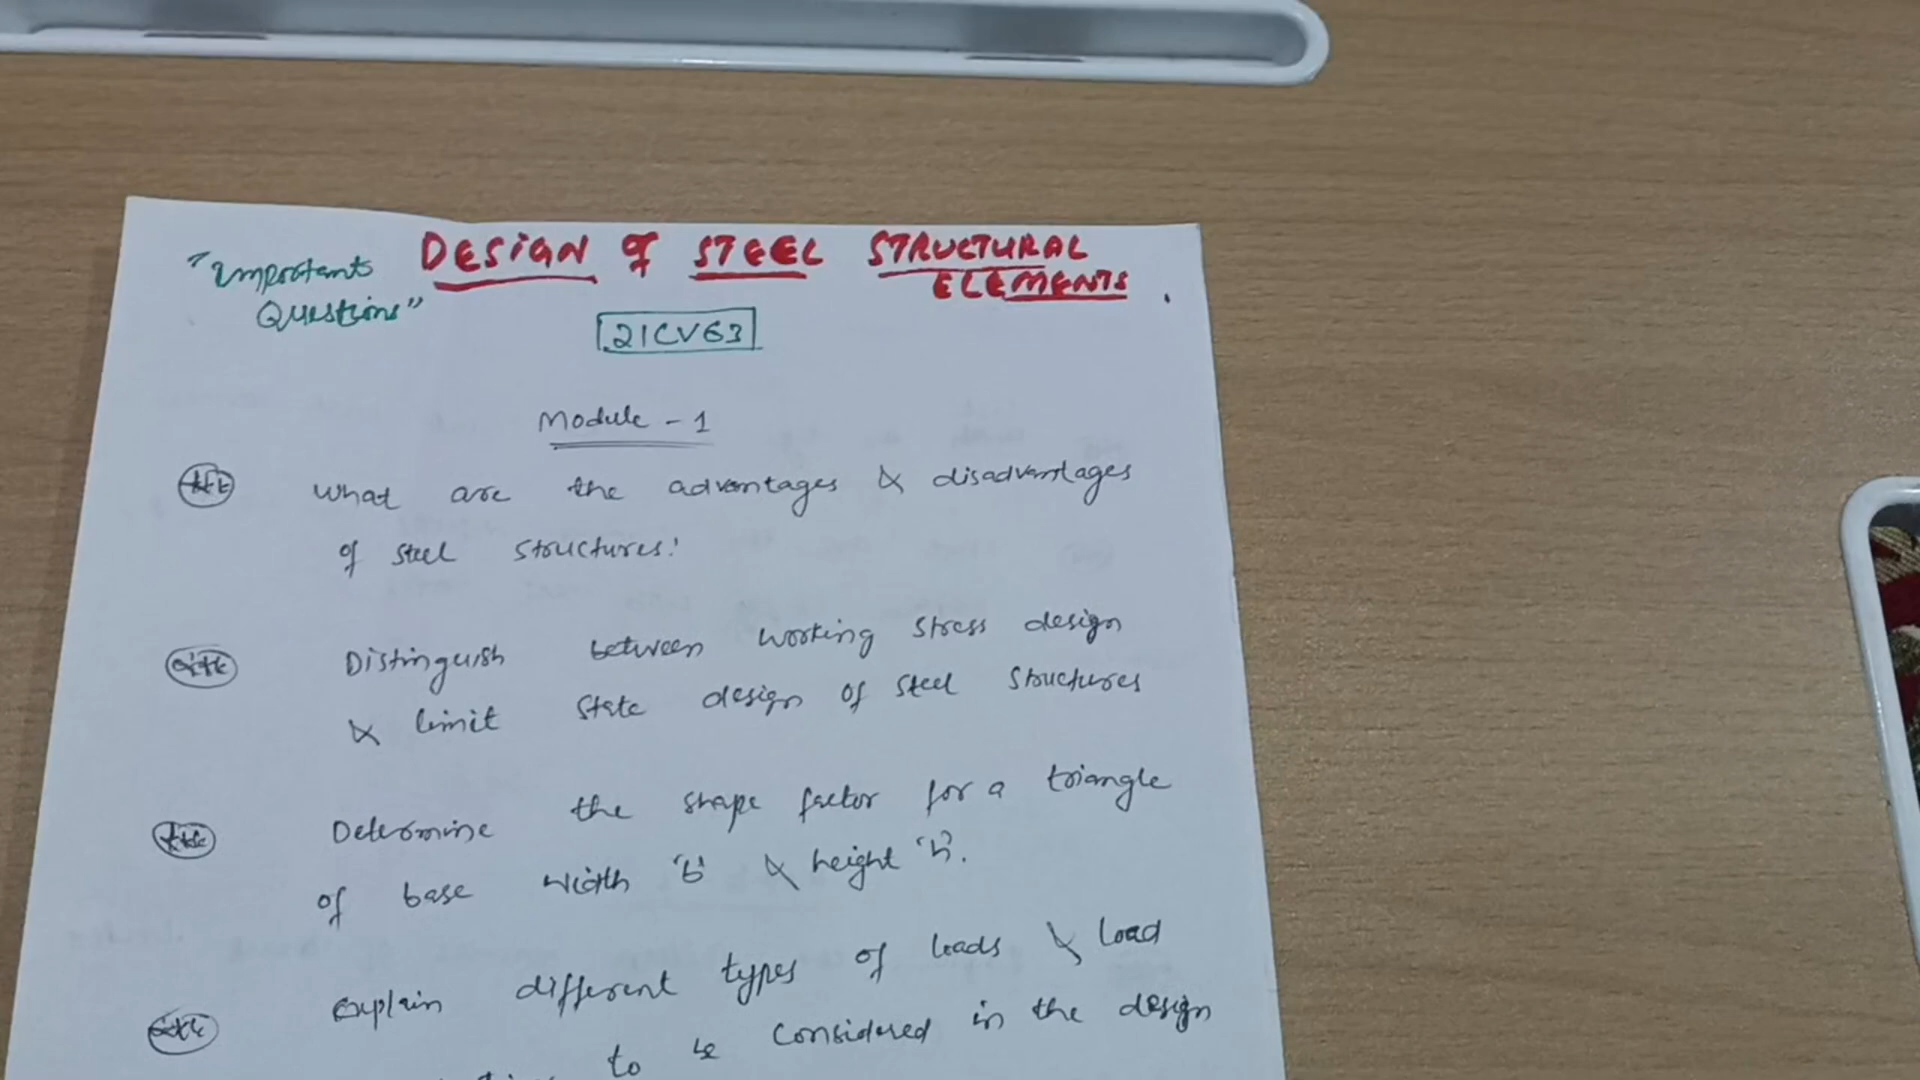 "Important DESIGN of STEEL STRUCTURAL
Questions" ELEMENTS.
21CV63
Module - 1
What are the advantages & disadvantages
of steel structures?
Distinguish between working stress design
& limit state design of steel structures
Determine the shape factor for a triangle
of base width 'b' & height 'h'.
Explain different types of loads & load
to be considered in the design